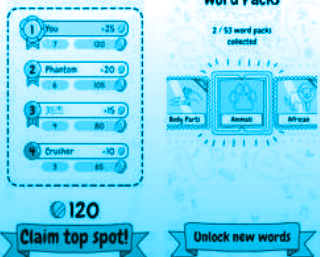 1 You +25
7 120
2 Phantom +20
6 105
3 +15
4 80
4 Crusher +10
3 65
120
Claim top spot!
Word Packs
2 / 53 word packs
collected
Body Parts Animals African
Unlock new words